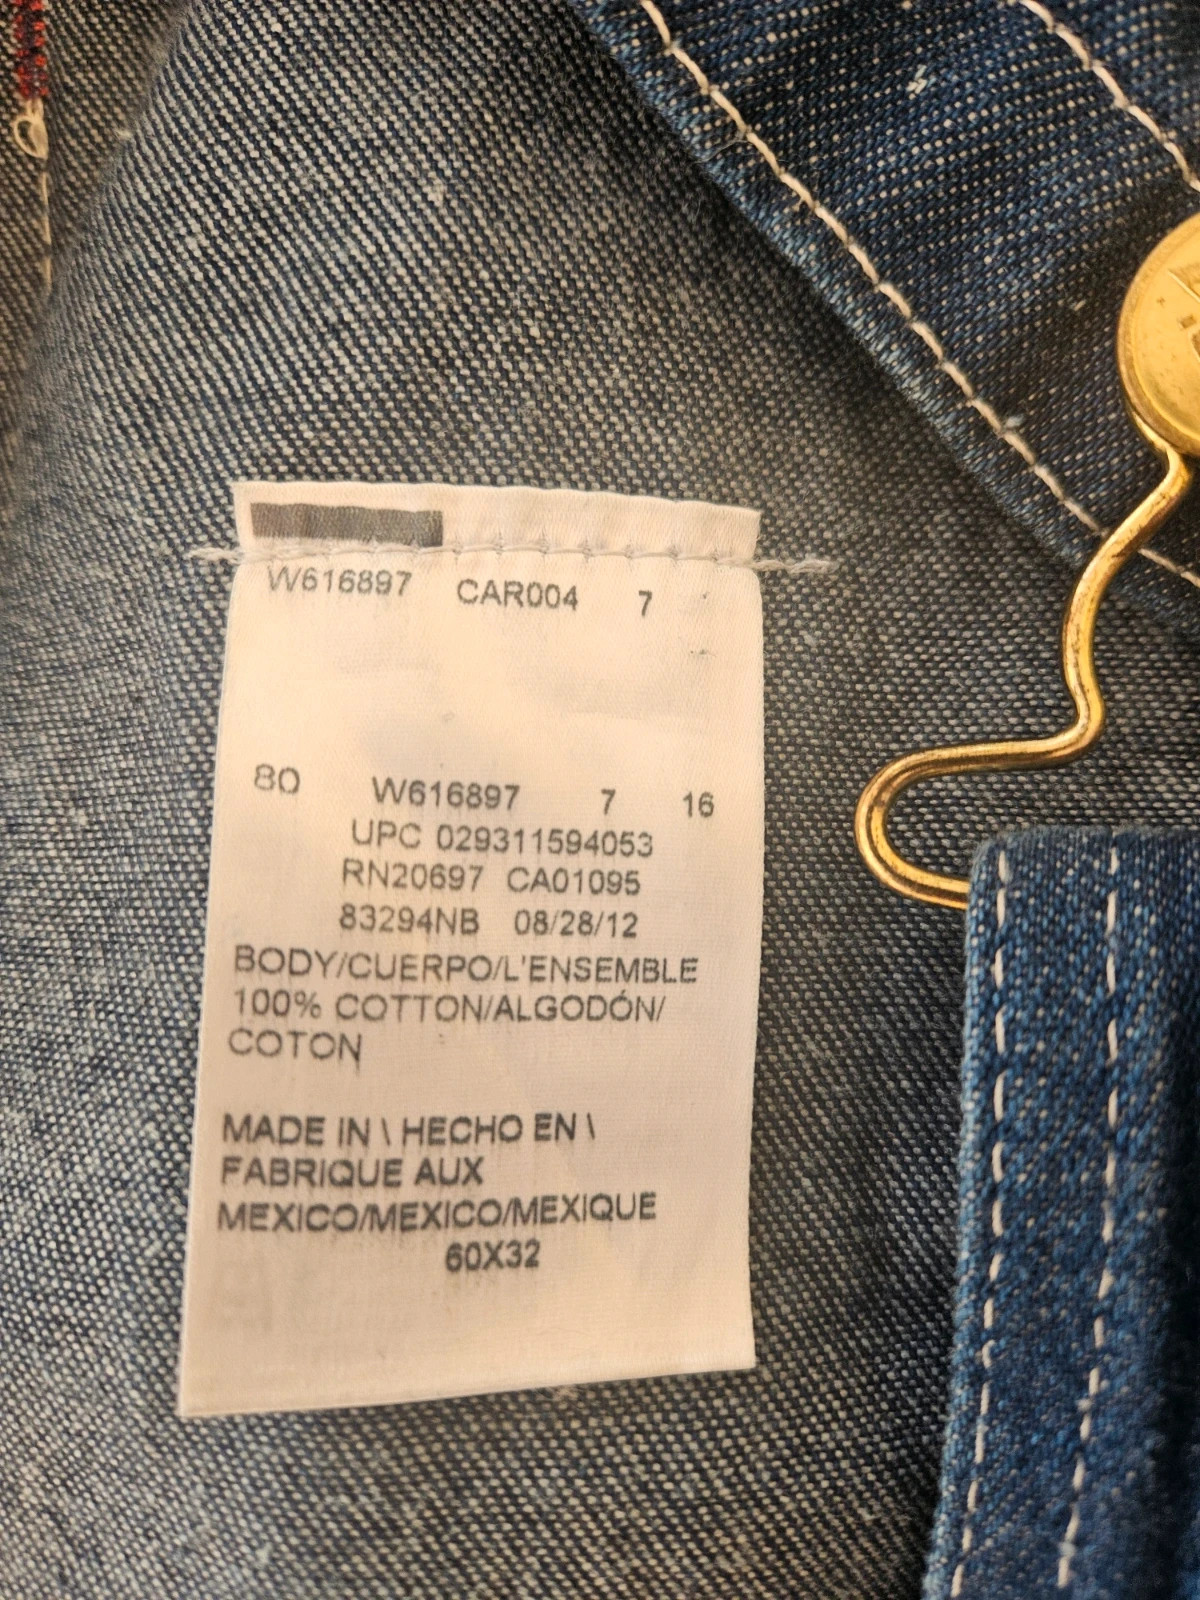 W616897 CAR004 7
80 W616897 7 16
UPC 029311594053
RN20697 CA01095
83294NB 08/28/12
BODY/CUERPO/L'ENSEMBLE
100% COTTON/ALGODÓN/
COTON
MADE IN \ HECHO EN \
FABRIQUE AUX
MEXICO/MEXICO/MEXIQUE
60X32